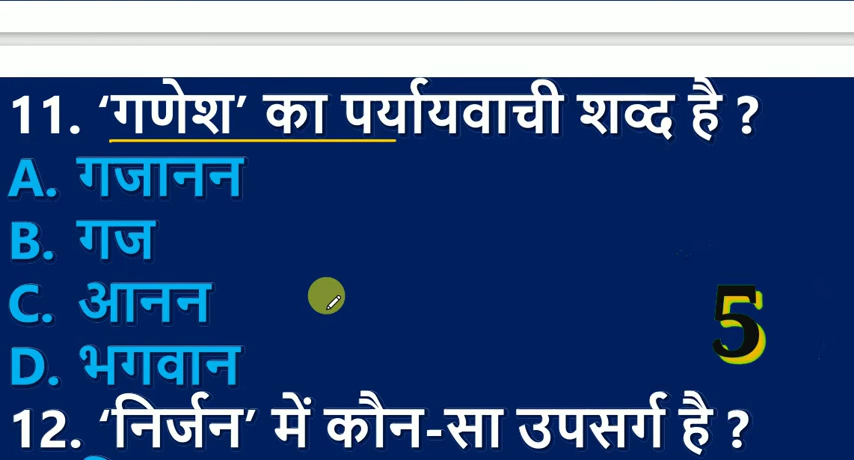 11. ‘गणेश’ का पर्यायवाची शब्द है ?
A. गजानन
B. गज
C. आनन
D. भगवान
5
12. ‘निर्जन’ में कौन-सा उपसर्ग है ?